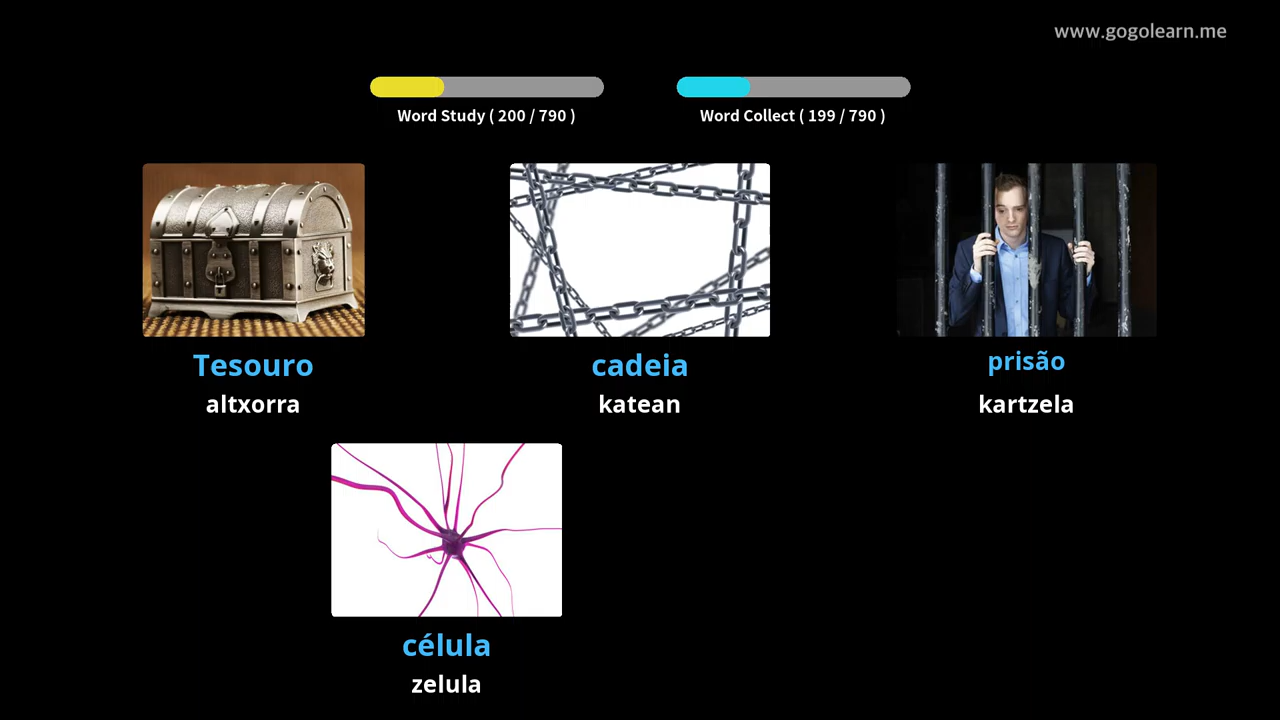 www.gogolearn.me
Word Study ( 200 / 790 )
Word Collect ( 199 / 790 )
Tesouro
altxorra
cadeia
katean
prisão
kartzela
célula
zelula